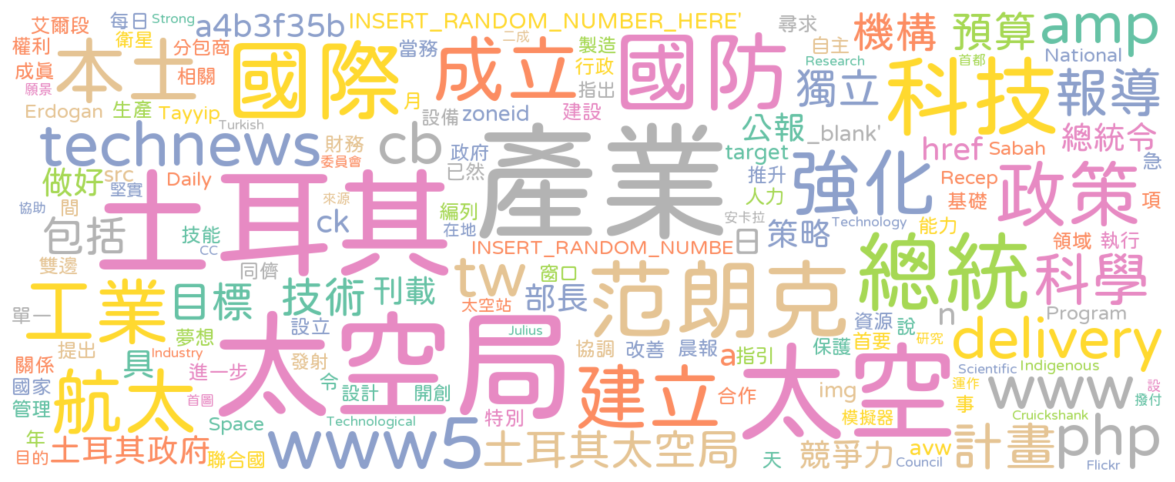 艾爾段 每日 Strong a4b3f35b INSERT_RANDOM_NUMBER_HERE' 二成 尋求 機構 預算 amp
權利 衛星 分包商 當務 製造 自主 Research 首都 National
成真 本土 相關 國際 成立 行政 國防 科技 獨立 報導
願景 指出
Erdogan 生產 Tayyip 月 設備 zoneid 建設 公報 _blank' 總統令
Turkish
technews 財務 委員會 cb 政府 產業 target href Sabah 急
做好 src 堅實 Daily 已然 推升 強化 Recep 政策 項
協助 間 土耳其 來源 ck 編列 人力 基礎
包括 技能 在地 安卡拉 Technology 能力 領域 執行
CC INSERT_RANDOM_NUMBE 日 策略
雙邊 同儕 tw 窗口 范朗克 總統 科學
工業 目標 技術 刊載 太空站 部長
單一 夢想 設立 Julius 資源 說 n Program
提出 發射 協調 改善 晨報 指引 保護 首要 研究 delivery
關係 Industry 太空局 a 太空 Scientific Indigenous
國家 航太 具 進一步 令 設計 開創 建立 合作 img www 運作 設
管理 首圖 Technological 特別 模擬器 事 撥付
年 Space www5 Cruickshank
目的 土耳其政府 聯合國 土耳其太空局 天 競爭力 avw 計畫 php
Council Flickr